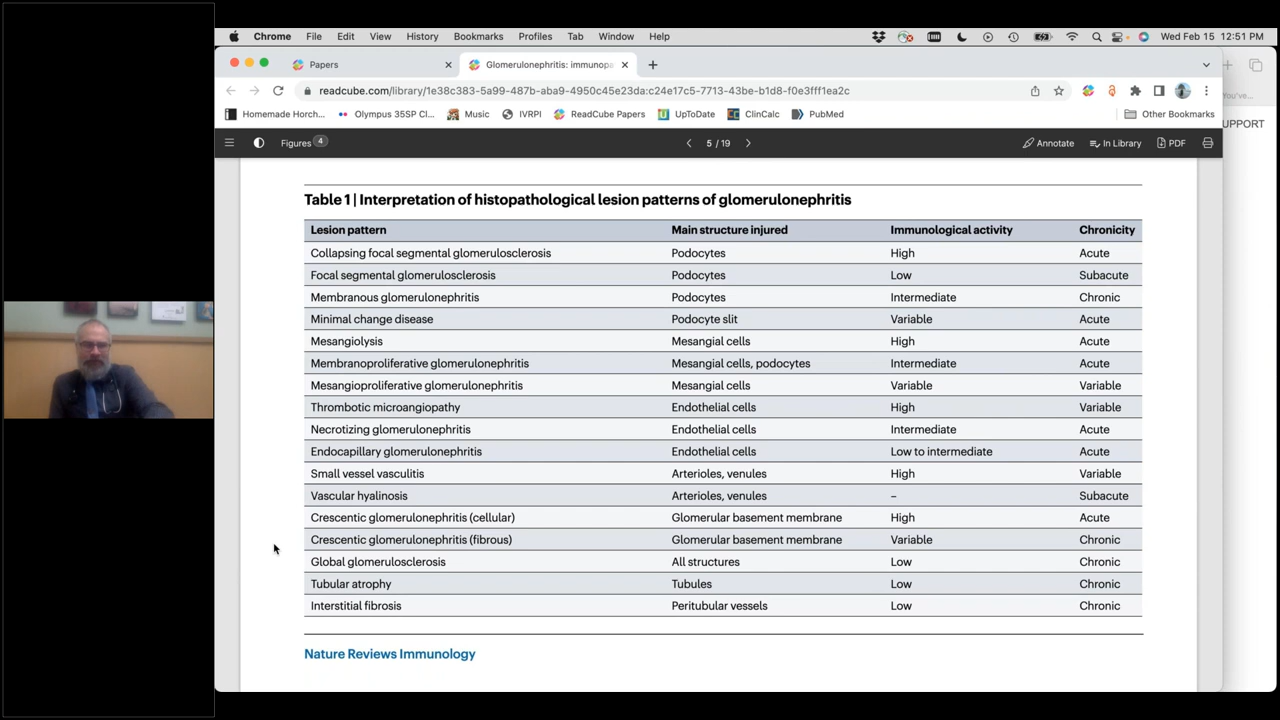 Chrome File Edit View History Bookmarks Profiles Tab Window Help Wed Feb 15 12:51 PM
Papers Glomerulonephritis: immunop
readcube.com/library/1e38c383-5a99-487b-aba9-4950c45e23da:c24e17c5-7713-43be-b1d8-f0e3fff1ea2c You've...
Homemade Horch... Olympus 35SP Cl... Music IVRPI ReadCube Papers UpToDate ClinCalc PubMed Other Bookmarks UPPORT
Figures 4 5 / 19 Annotate In Library PDF
Table 1 | Interpretation of histopathological lesion patterns of glomerulonephritis
Lesion pattern Main structure injured Immunological activity Chronicity
Collapsing focal segmental glomerulosclerosis Podocytes High Acute
Focal segmental glomerulosclerosis Podocytes Low Subacute
Membranous glomerulonephritis Podocytes Intermediate Chronic
Minimal change disease Podocyte slit Variable Acute
Mesangiolysis Mesangial cells High Acute
Membranoproliferative glomerulonephritis Mesangial cells, podocytes Intermediate Acute
Mesangioproliferative glomerulonephritis Mesangial cells Variable Variable
Thrombotic microangiopathy Endothelial cells High Variable
Necrotizing glomerulonephritis Endothelial cells Intermediate Acute
Endocapillary glomerulonephritis Endothelial cells Low to intermediate Acute
Small vessel vasculitis Arterioles, venules High Variable
Vascular hyalinosis Arterioles, venules – Subacute
Crescentic glomerulonephritis (cellular) Glomerular basement membrane High Acute
Crescentic glomerulonephritis (fibrous) Glomerular basement membrane Variable Chronic
Global glomerulosclerosis All structures Low Chronic
Tubular atrophy Tubules Low Chronic
Interstitial fibrosis Peritubular vessels Low Chronic
Nature Reviews Immunology